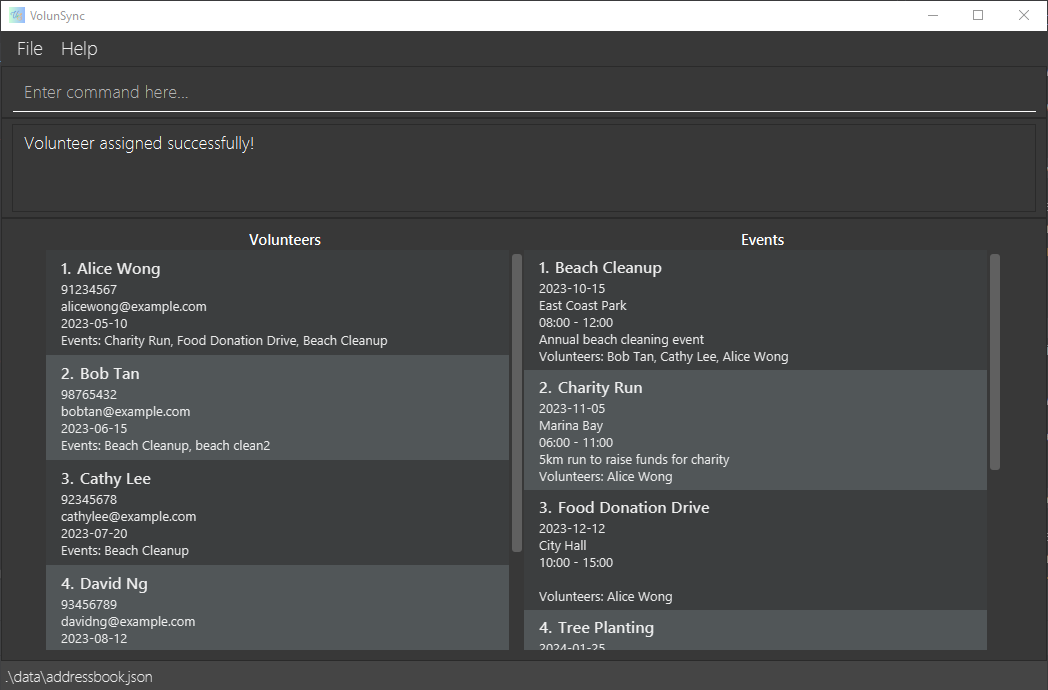 VolunSync
File Help
Enter command here...
Volunteer assigned successfully!
Volunteers
1. Alice Wong
91234567
alicewong@example.com
2023-05-10
Events: Charity Run, Food Donation Drive, Beach Cleanup
2. Bob Tan
98765432
bobtan@example.com
2023-06-15
Events: Beach Cleanup, beach clean2
3. Cathy Lee
92345678
cathylee@example.com
2023-07-20
Events: Beach Cleanup
4. David Ng
93456789
davidng@example.com
2023-08-12
Events
1. Beach Cleanup
2023-10-15
East Coast Park
08:00 - 12:00
Annual beach cleaning event
Volunteers: Bob Tan, Cathy Lee, Alice Wong
2. Charity Run
2023-11-05
Marina Bay
06:00 - 11:00
5km run to raise funds for charity
Volunteers: Alice Wong
3. Food Donation Drive
2023-12-12
City Hall
10:00 - 15:00
Volunteers: Alice Wong
4. Tree Planting
2024-01-25
.\data\addressbook.json